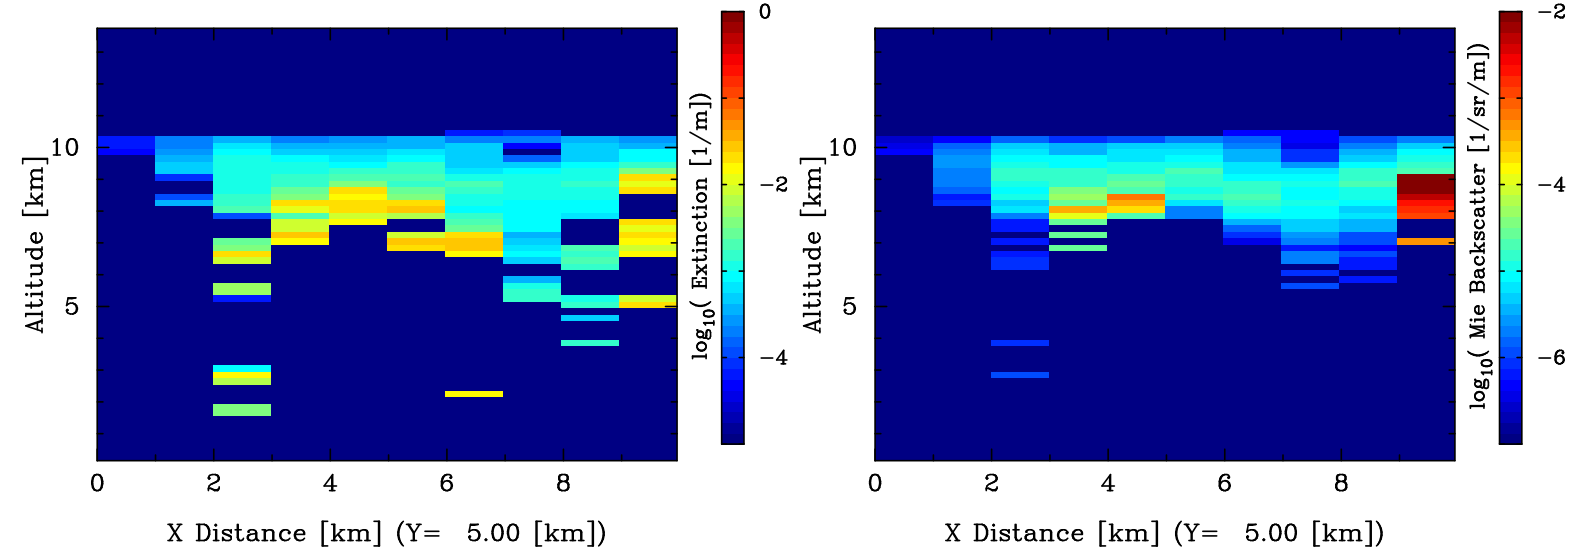 0
−2
−4
log10( Extinction [1/m])
10
5
Altitude [km]
0 2 4 6 8
X Distance [km] (Y= 5.00 [km])
−2
−4
−6
log10( Mie Backscatter [1/sr/m])
10
5
Altitude [km]
0 2 4 6 8
X Distance [km] (Y= 5.00 [km])